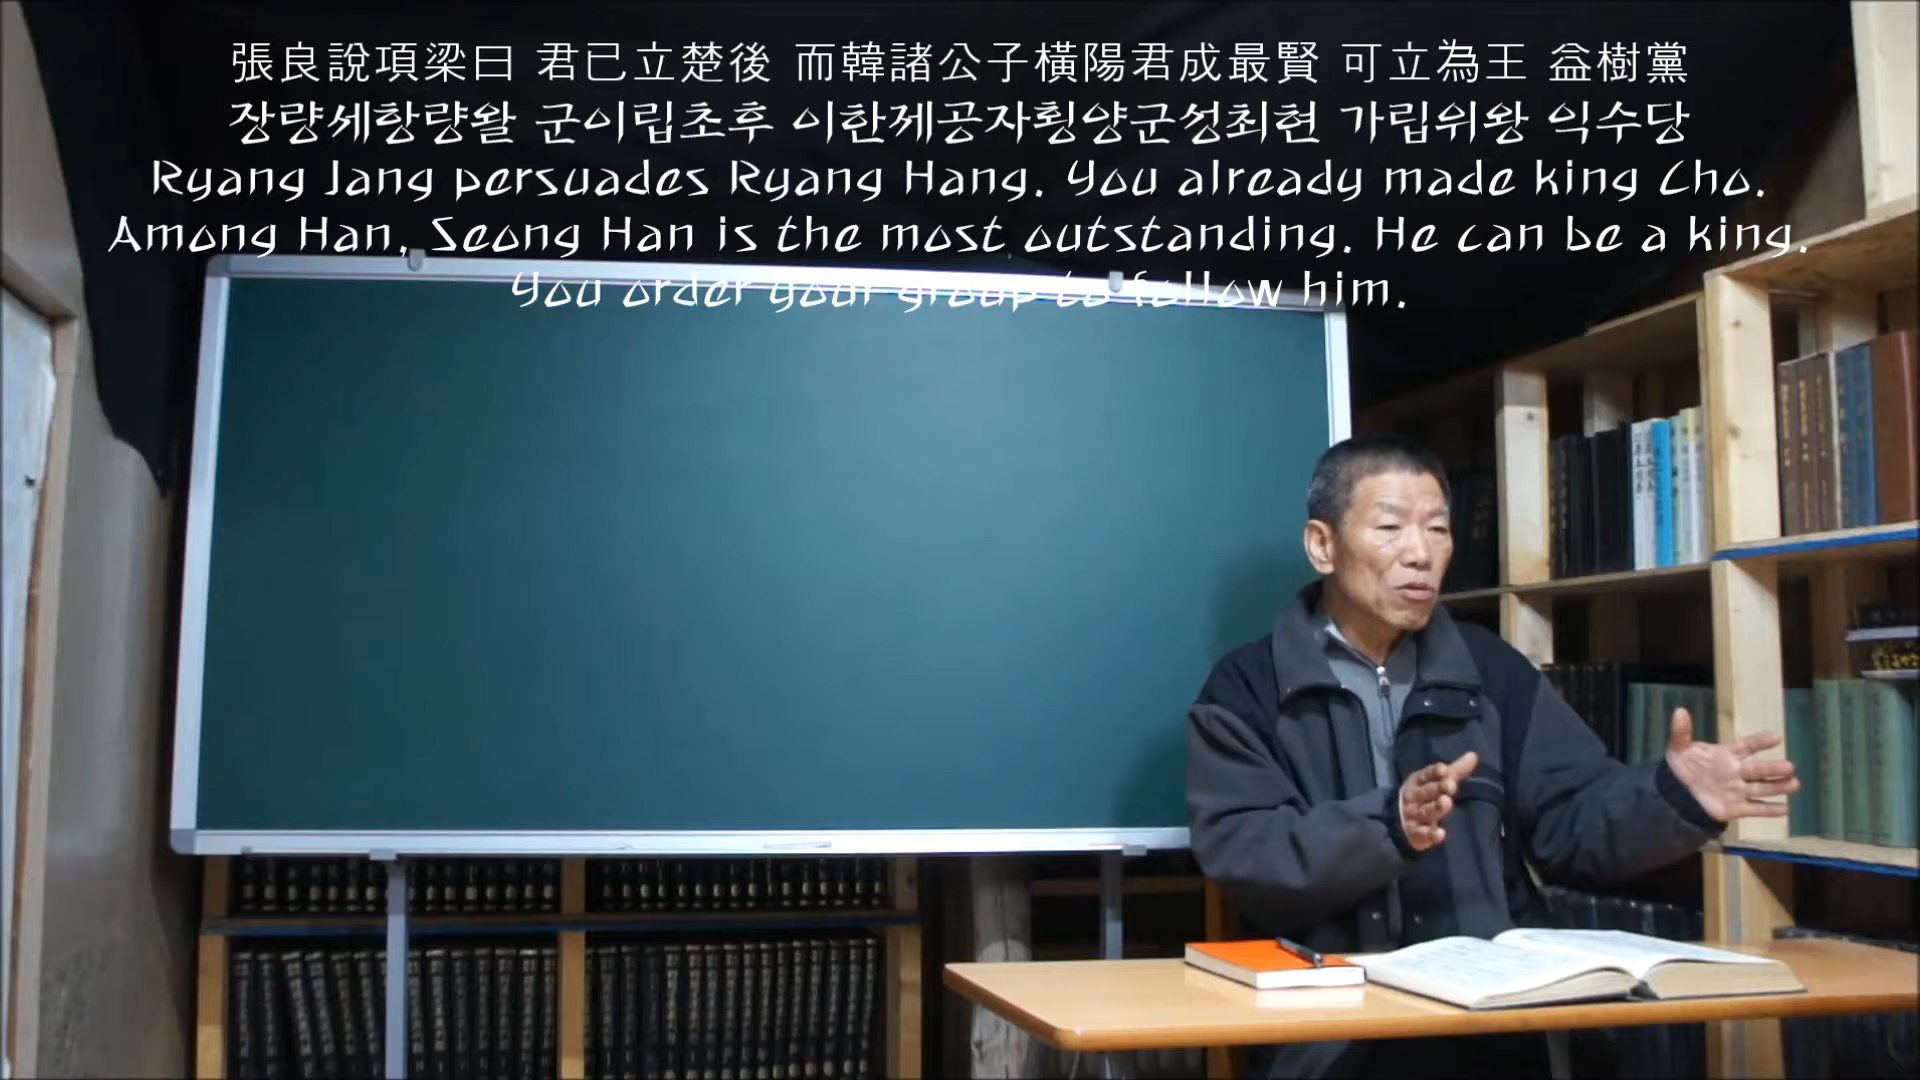 張良說項梁曰 君已立楚後 而韓諸公子橫陽君成最賢 可立為王 益樹黨
장량세항량왈 군이립초후 이한제공자횡양군성최현 가립위왕 익수당
Ryang Jang persuades Ryang Hang. You already made king Cho.
Among Han, Seong Han is the most outstanding. He can be a king.
You order your group to follow him.